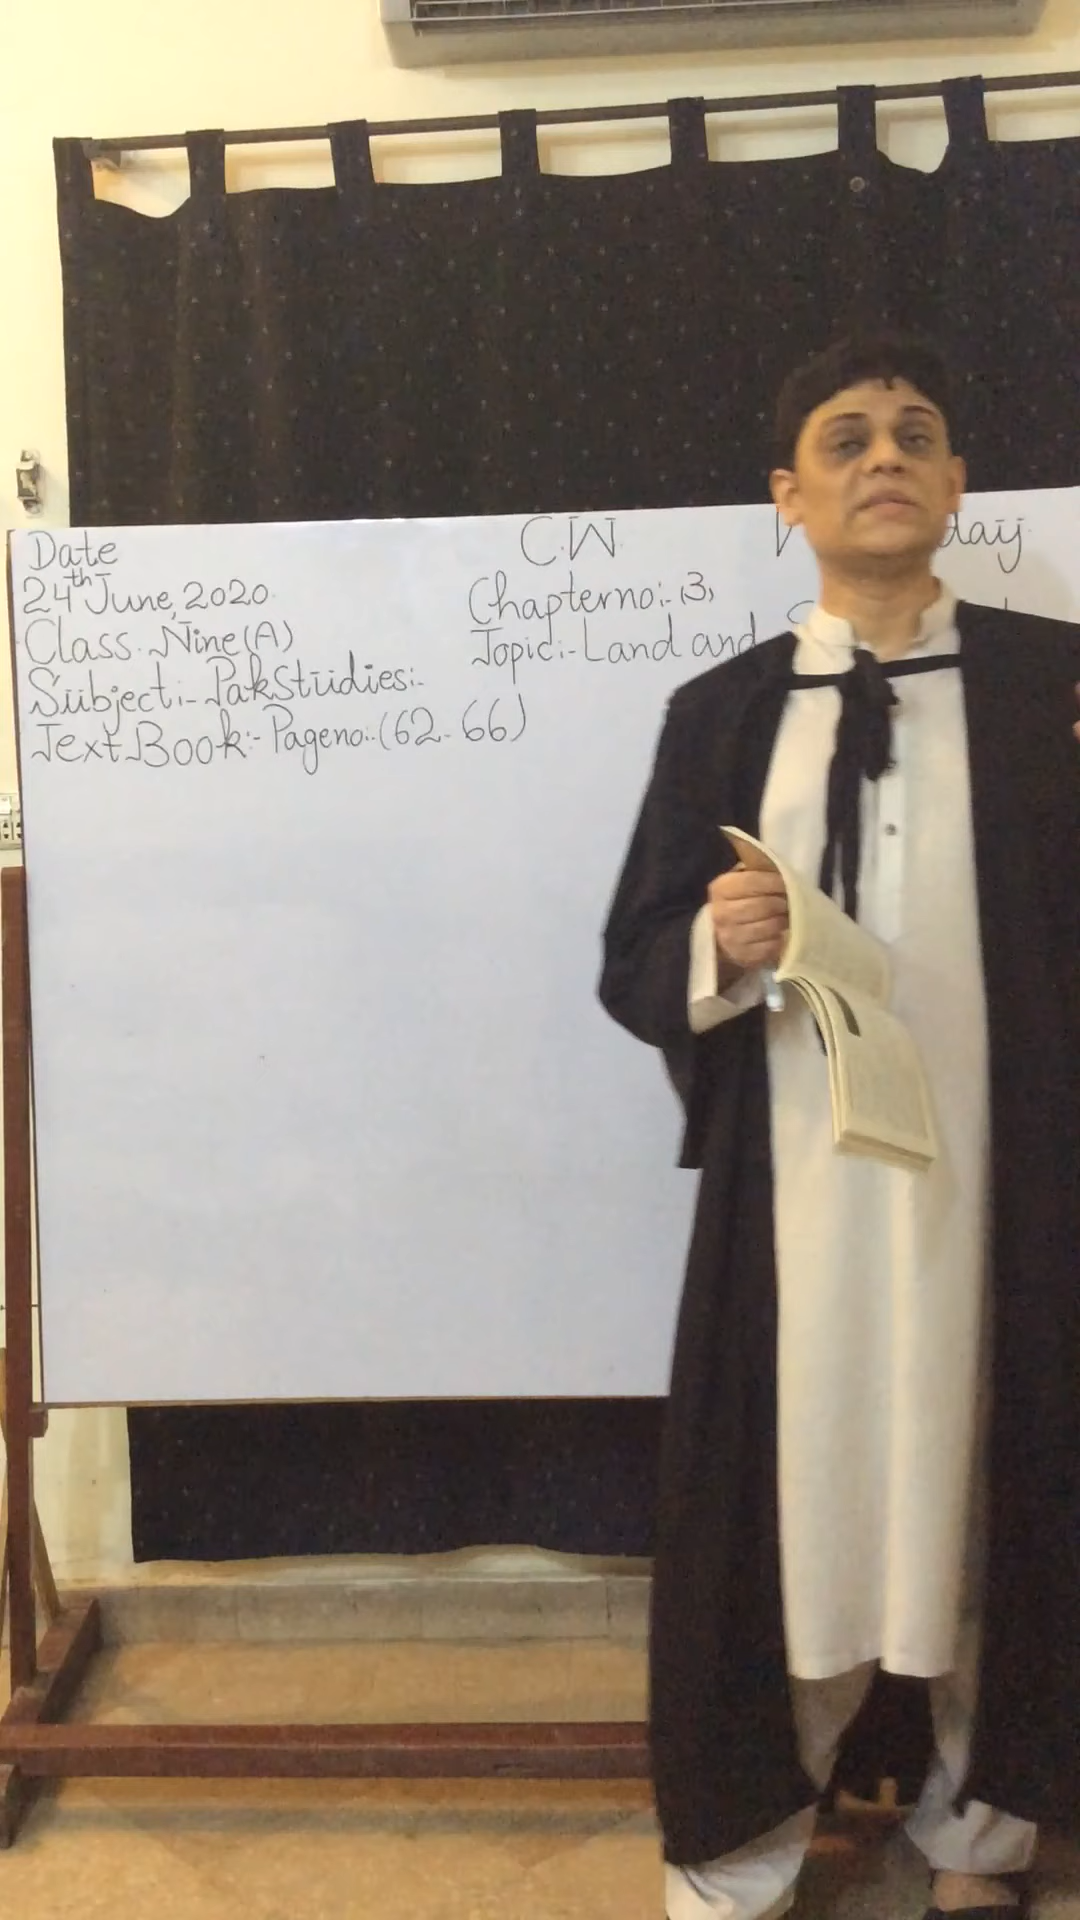 Date
24th June, 2020.
Class. Nine (A)
Subject:- Pak Studies:-
Text Book:- Page no:- (62-66)
C.W.
Chapter no:- 3,
Topic:- Land and